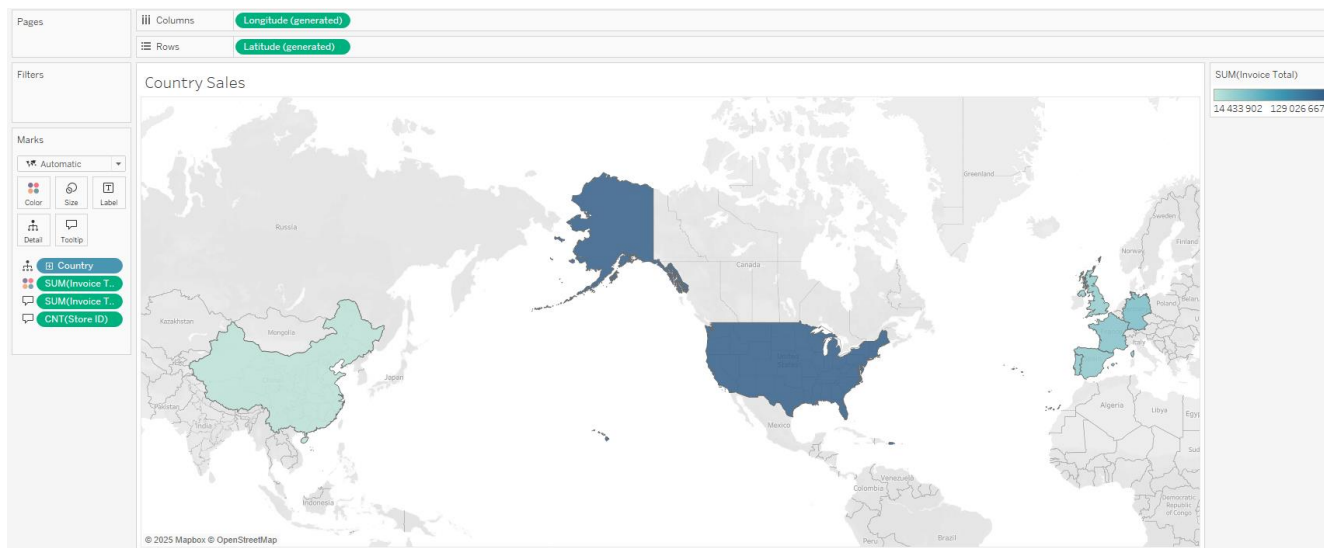 Pages
Columns
Longitude (generated)
Rows
Latitude (generated)
Filters
Marks
Automatic
Color
Size
Label
Detail
Tooltip
Country
SUM(Invoice T..
SUM(Invoice T..
CNT(Store ID)
Country Sales
Greenland
Sweden
Finland
Norway
Russia
Canada
Poland
Kazakhstan
Mongolia
Italy
Japan
Pakistan
India
Mexico
Algeria
Libya
Egyp
Sud
Venezuela
Colombia
Indonesia
Democratic
Republic
of Congo
Peru
Brazil
© 2025 Mapbox © OpenStreetMap
SUM(Invoice Total)
14 433 902 129 026 667